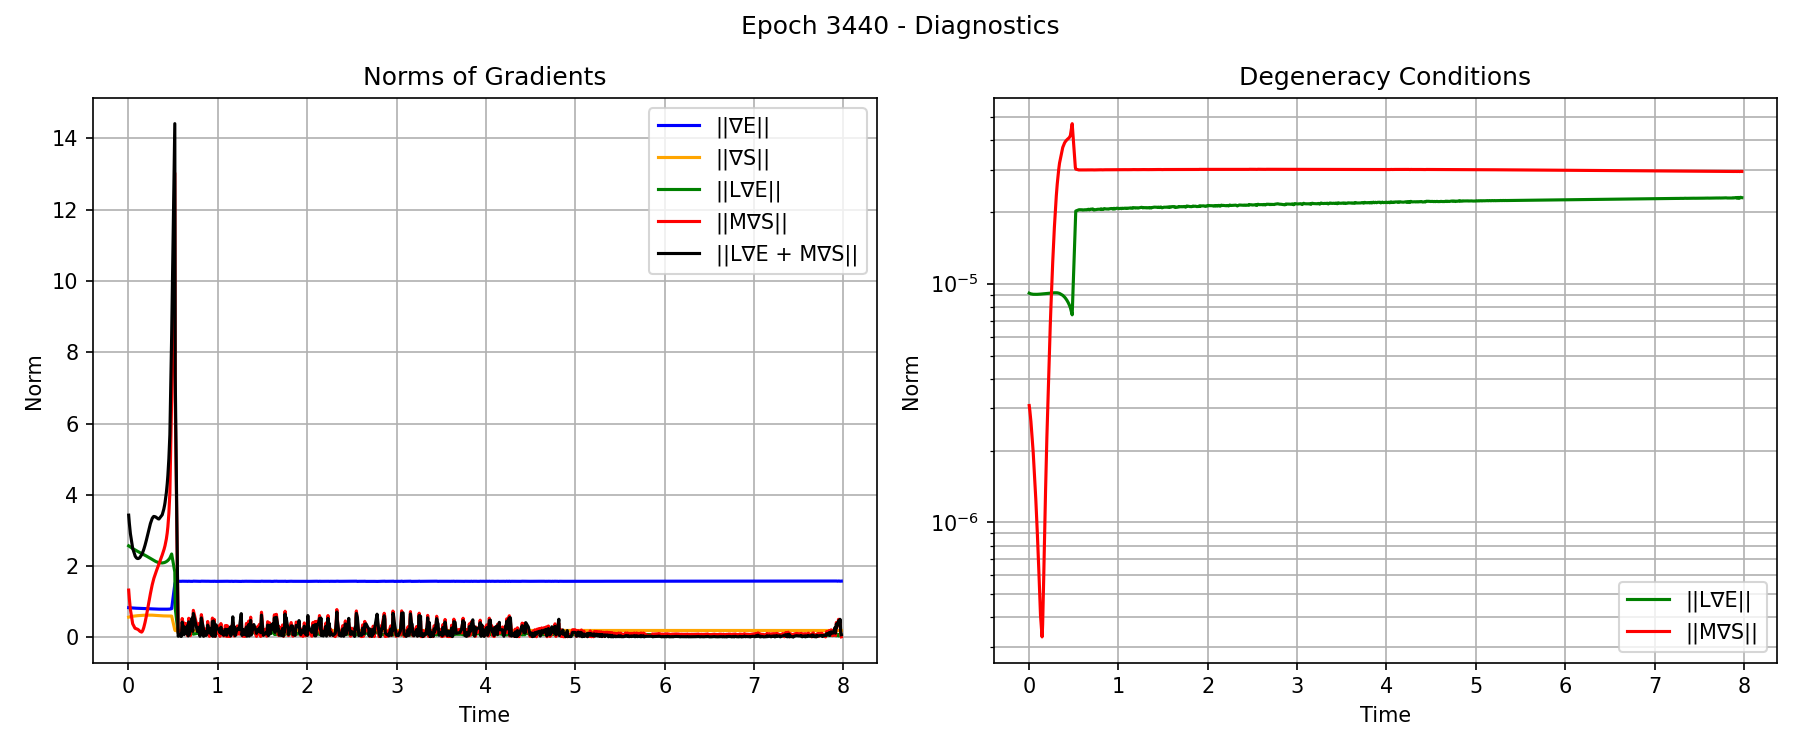 Epoch 3440 - Diagnostics
Norms of Gradients
Norm
14
12
10
8
6
4
2
0
||∇E||
||∇S||
||L∇E||
||M∇S||
||L∇E + M∇S||
0 1 2 3 4 5 6 7 8
Time
Degeneracy Conditions
Norm
10⁻⁵
10⁻⁶
||L∇E||
||M∇S||
0 1 2 3 4 5 6 7 8
Time